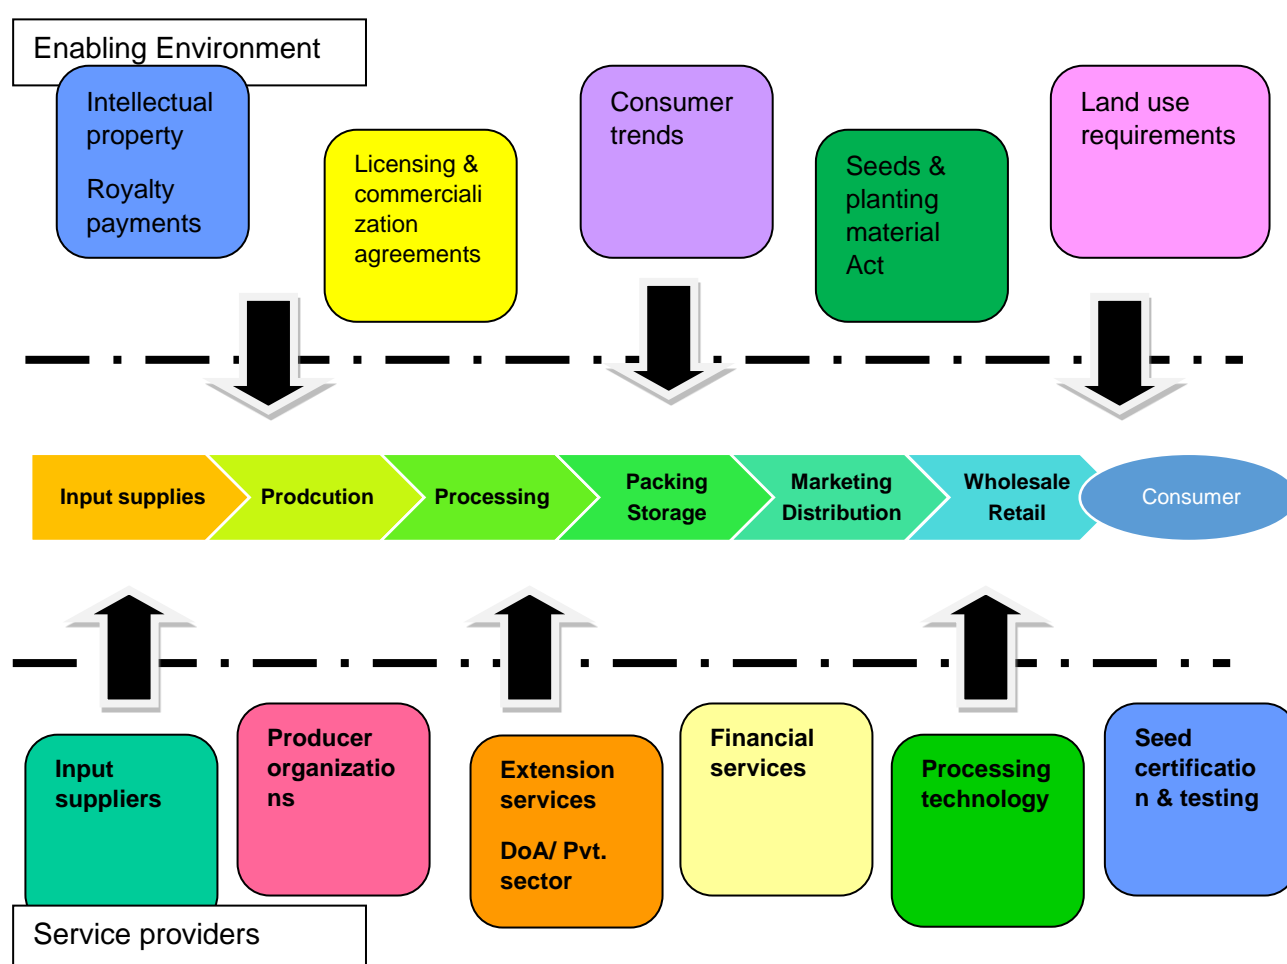 Enabling Environment
Intellectual
property
Royalty
payments
Licensing &
commerciali
zation
agreements
Consumer
trends
Seeds &
planting
material
Act
Land use
requirements
Input supplies
Prodcution
Processing
Packing
Storage
Marketing
Distribution
Wholesale
Retail
Consumer
Input
suppliers
Producer
organizatio
ns
Extension
services
DoA/ Pvt.
sector
Financial
services
Processing
technology
Seed
certificatio
n & testing
Service providers